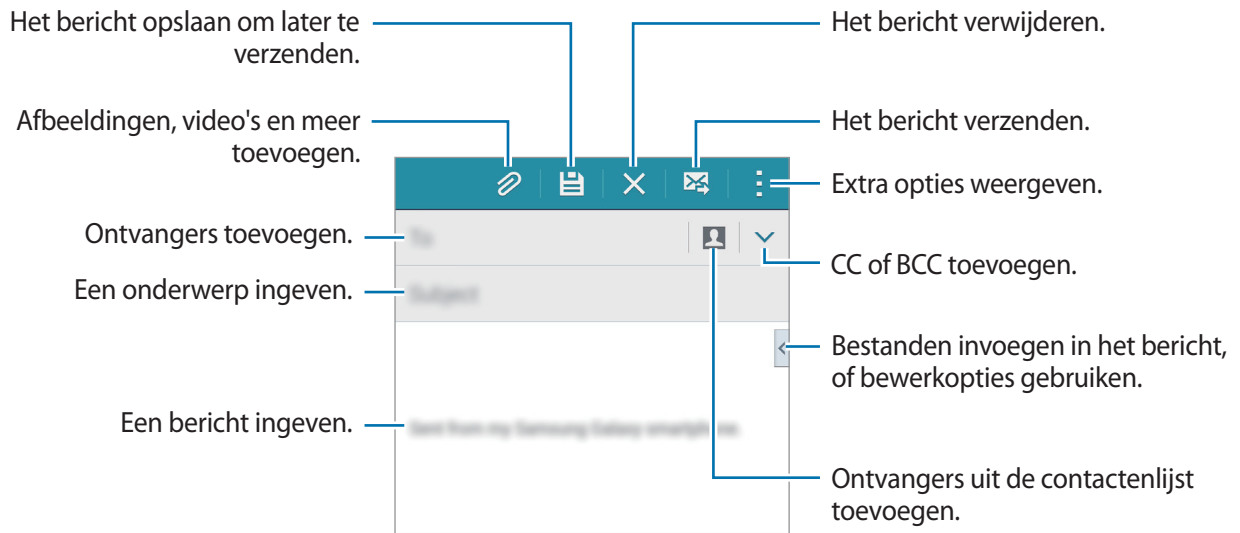 Het bericht opslaan om later te
verzenden.
Afbeeldingen, video's en meer
toevoegen.
Ontvangers toevoegen.
Een onderwerp ingeven.
Een bericht ingeven.
Het bericht verwijderen.
Het bericht verzenden.
Extra opties weergeven.
CC of BCC toevoegen.
Bestanden invoegen in het bericht,
of bewerkopties gebruiken.
Ontvangers uit de contactenlijst
toevoegen.
To
Subject
Sent from my Samsung Galaxy smartphone.